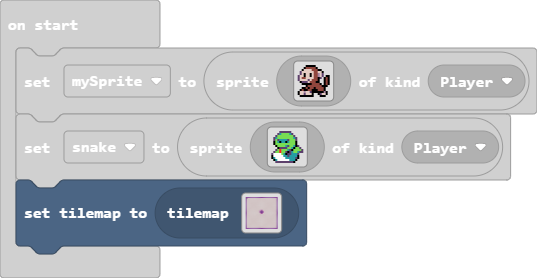 on start
set mySprite to sprite of kind Player
set snake to sprite of kind Player
set tilemap to tilemap